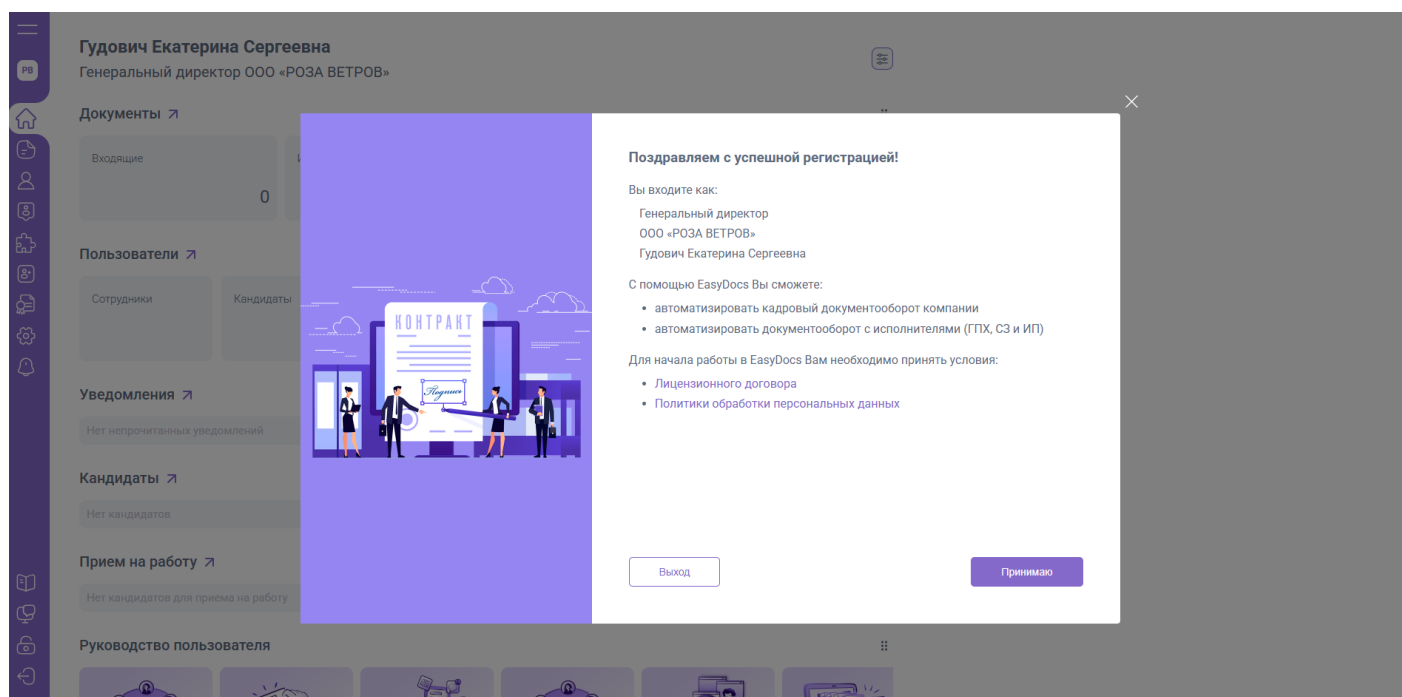 Гудович Екатерина Сергеевна
РВ
Генеральный директор ООО «РОЗА ВЕТРОВ»
Документы
Входящие
0
Пользователи
Сотрудники
Кандидаты
Уведомления
Нет непрочитанных уведомлений
Кандидаты
Нет кандидатов
Прием на работу
Нет кандидатов для приема на работу
Руководство пользователя
КОНТРАКТ
Подпись
Поздравляем с успешной регистрацией!
Вы входите как:
Генеральный директор
ООО «РОЗА ВЕТРОВ»
Гудович Екатерина Сергеевна
С помощью EasyDocs Вы сможете:
• автоматизировать кадровый документооборот компании
• автоматизировать документооборот с исполнителями (ГПХ, СЗ и ИП)
Для начала работы в EasyDocs Вам необходимо принять условия:
• Лицензионного договора
• Политики обработки персональных данных
Выход
Принимаю